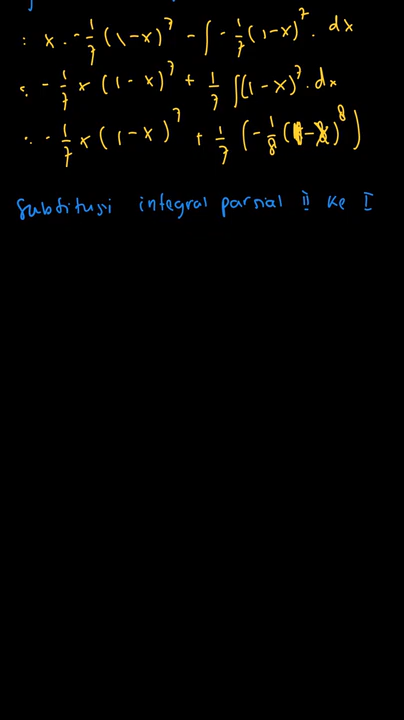 : x . -1/7 (1-x)^7 - ∫ -1/7 (1-x)^7 . dx
: -1/7 x (1-x)^7 + 1/7 ∫(1-x)^7 . dx
: -1/7 x (1-x)^7 + 1/7 (-1/8 (1-x)^8)
Substitusi integral parsial II ke I